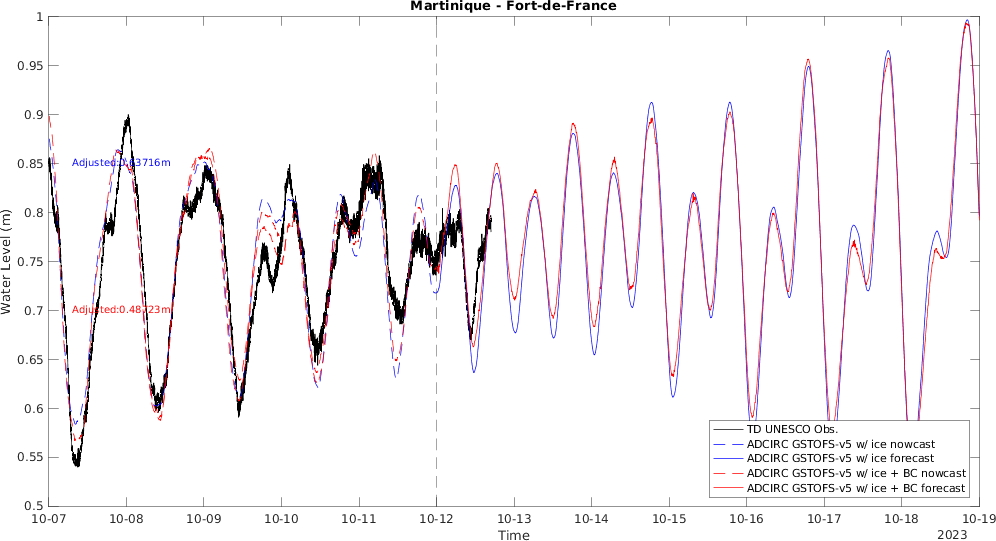 Martinique - Fort-de-France
Water Level (m)
1
0.95
0.9
0.85
0.8
0.75
0.7
0.65
0.6
0.55
0.5
Adjusted:0.63716m
Adjusted:0.48723m
TD UNESCO Obs.
ADCIRC GSTOFS-v5 w/ ice nowcast
ADCIRC GSTOFS-v5 w/ ice forecast
ADCIRC GSTOFS-v5 w/ ice + BC nowcast
ADCIRC GSTOFS-v5 w/ ice + BC forecast
10-07 10-08 10-09 10-10 10-11 10-12 10-13 10-14 10-15 10-16 10-17 10-18 10-19
Time
2023